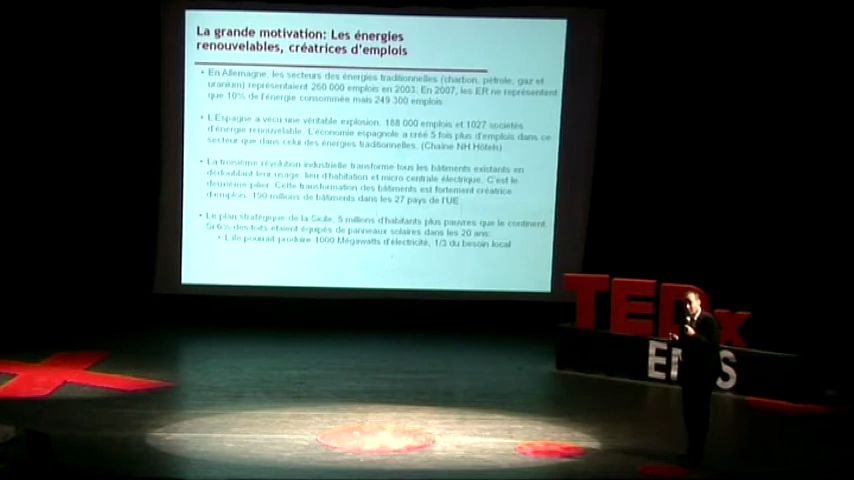 La grande motivation: Les énergies
renouvelables, créatrices d'emplois
• En Allemagne, les secteurs des énergies traditionnelles (charbon, pétrole, gaz et
uranium) représentaient 260 000 emplois en 2003. En 2007, les ER ne représentent
que 10% de l'énergie consommée mais 249 300 emplois
• L'Espagne a vécu une véritable explosion. 188 000 emplois et 1027 sociétés
d'énergie renouvelable. L'économie espagnole a créé 5 fois plus d'emplois dans ce
secteur que dans celui des énergies traditionnelles. (Chaine NH Hôtels)
• La troisième révolution industrielle transforme tous les bâtiments existants en
dédoublant leur usage: lieu d'habitation et micro centrale électrique. C'est le
deuxième pilier. Cette transformation des bâtiments est fortement créatrice
d'emplois. 190 millions de bâtiments dans les 27 pays de l'UE
• Le plan stratégique de la Sicile, 5 millions d'habitants plus pauvres que le continent.
Si 6% des toits étaient équipés de panneaux solaires dans les 20 ans:
• L'île pourrait produire 1000 Mégawatts d'électricité, 1/3 du besoin local
TEDx